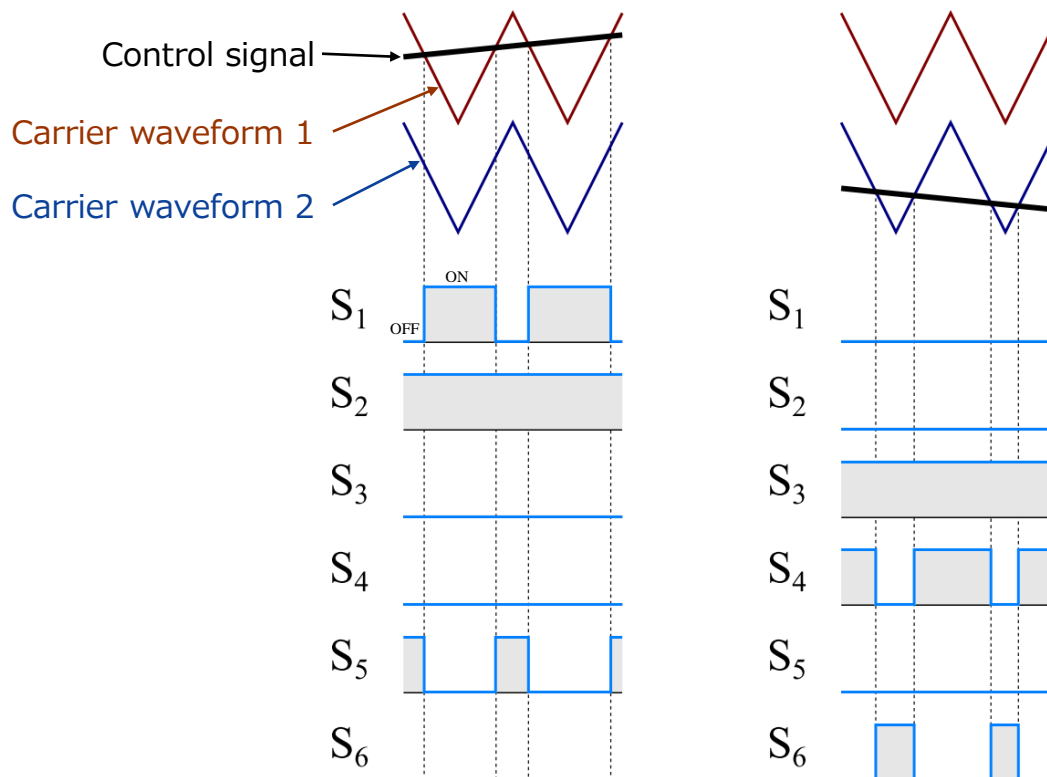 Control signal
Carrier waveform 1
Carrier waveform 2
ON
OFF
S1
S1
S2
S2
S3
S3
S4
S4
S5
S5
S6
S6